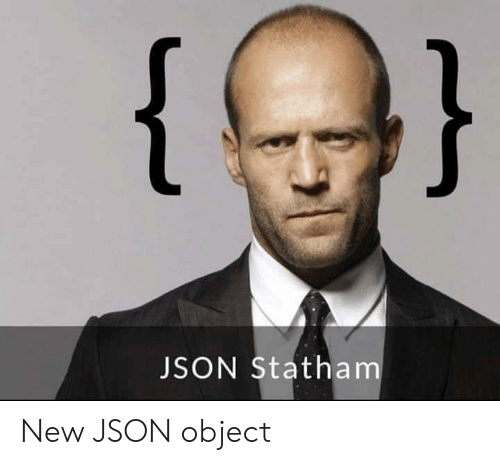 { }
JSON Statham
New JSON object